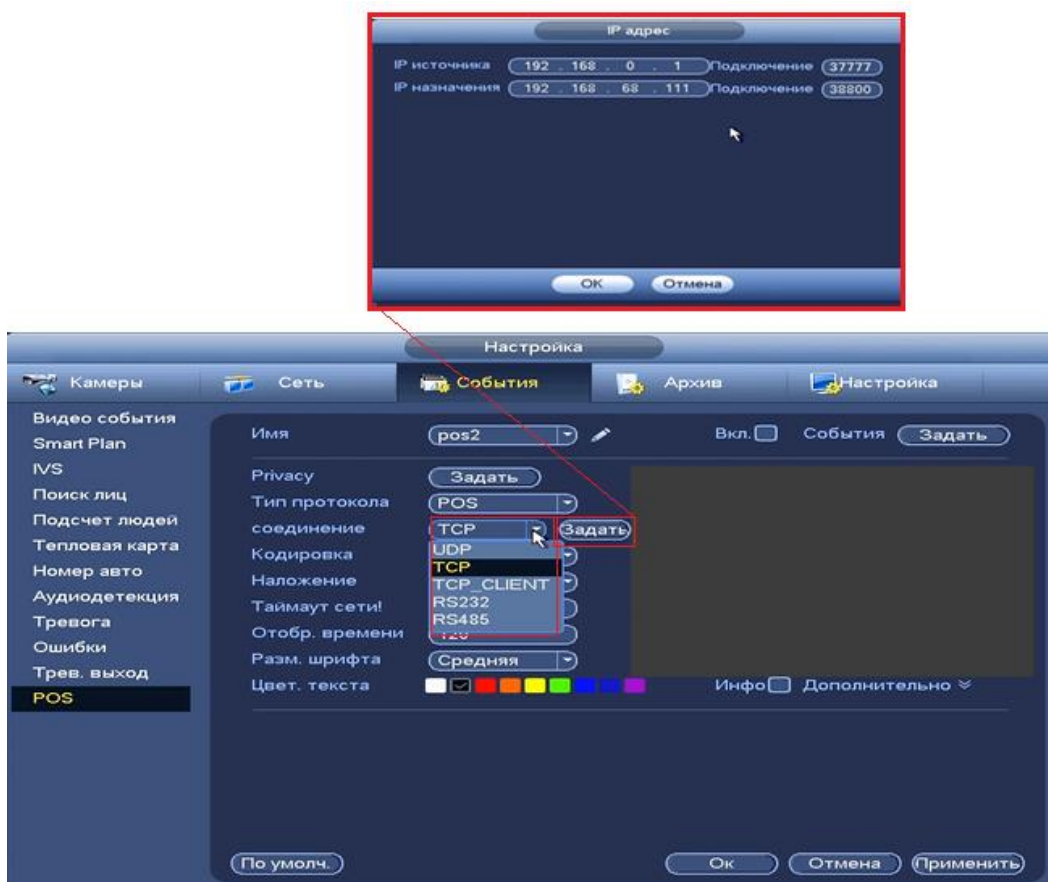 IP адрес
IP источника 192 . 168 . 0 . 1 Подключение 37777
IP назначения 192 . 168 . 68 . 111 Подключение 38800
OK Отмена
Настройка
Камеры Сеть События Архив Настройка
Видео события
Smart Plan
IVS
Поиск лиц
Подсчет людей
Тепловая карта
Номер авто
Аудиодетекция
Тревога
Ошибки
Трев. выход
POS
Имя pos2 Вкл. События Задать
Privacy Задать
Тип протокола POS
соединение TCP Задать
Кодировка
UDP
TCP
Наложение
TCP_CLIENT
Таймаут сети!
RS232
RS485
Отобр. времени 120
Разм. шрифта Средняя
Цвет. текста Инфо Дополнительно
По умолч. Ок Отмена Применить